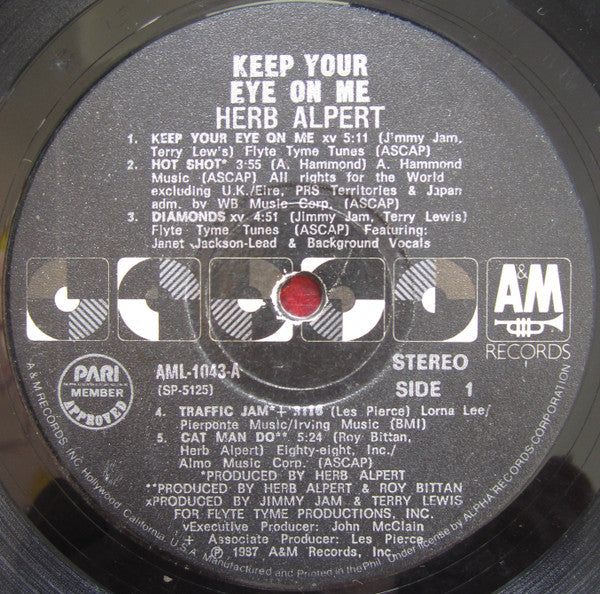 KEEP YOUR
EYE ON ME
HERB ALPERT
1. KEEP YOUR EYE ON ME xv 5:11 (J'mmy Jam,
Terry Lew's) Flyte Tyme Tunes (ASCAP)
2. HOT SHOT* 3:55 (A. Hammond) A. Hammond
Music (ASCAP) All rights for the World
excluding U.K./Eire, PRS Territories & Japan
adm. by WB Music Corp. (ASCAP)
3. DIAMONDS xv 4:51 (Jimmy Jam, Terry Lewis)
Flyte Tyme Tunes (ASCAP) Featuring:
Janet Jackson-Lead & Background Vocals
A&M
RECORDS
PARI
MEMBER
APPROVED
AML-1043-A
(SP-5125)
STEREO
SIDE 1
4. TRAFFIC JAM*+ (Les Pierce) Lorna Lee/
Pierponte Music/Irving Music (BMI)
5. CAT MAN DO** 5:24 (Roy Bittan,
Herb Alpert) Eighty-eight, Inc./
Almo Music Corp. (ASCAP)
*PRODUCED BY HERB ALPERT
**PRODUCED BY HERB ALPERT & ROY BITTAN
xPRODUCED BY JIMMY JAM & TERRY LEWIS
FOR FLYTE TYME PRODUCTIONS, INC.
vExecutive Producer: John McClain
+ Associate Producer: Les Pierce
℗ 1987 A&M Records, Inc.
A&M RECORDS, INC. Hollywood, California, U.S.A. Manufactured and Printed in the Phil. Under license by ALPHA RECORDS CORPORATION